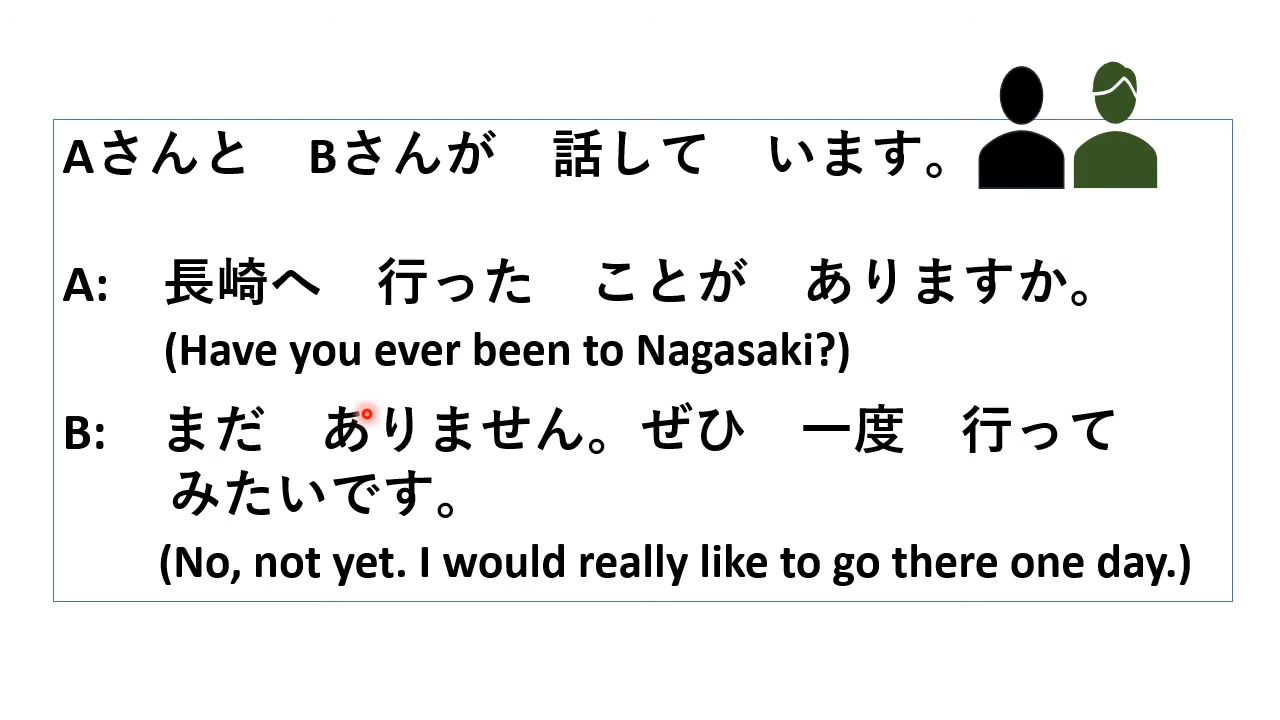 Aさんと　Bさんが　話して　います。
A:　長崎へ　行った　ことが　ありますか。
(Have you ever been to Nagasaki?)
B:　まだ　ありません。ぜひ　一度　行って
みたいです。
(No, not yet. I would really like to go there one day.)